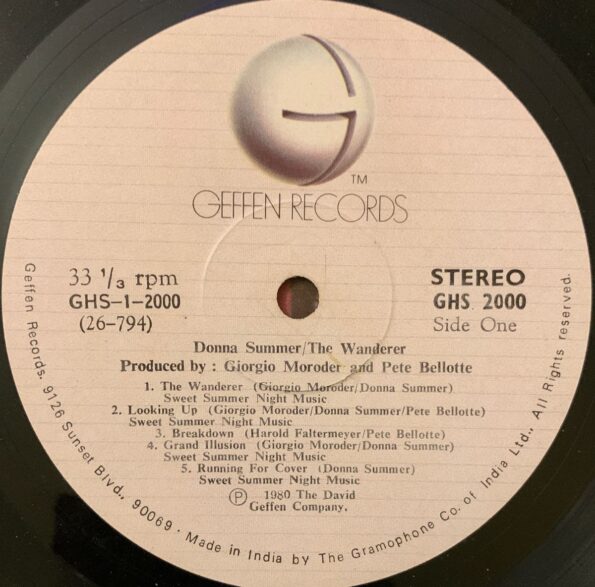 TM
GEFFEN RECORDS
33 1/3 rpm
GHS-1-2000
(26-794)
STEREO
GHS 2000
Side One
Donna Summer/The Wanderer
Produced by : Giorgio Moroder and Pete Bellotte
1. The Wanderer (Giorgio Moroder/Donna Summer)
Sweet Summer Night Music
2. Looking Up (Giorgio Moroder/Donna Summer/Pete Bellotte)
Sweet Summer Night Music
3. Breakdown (Harold Faltermeyer/Pete Bellotte)
4. Grand Illusion (Giorgio Moroder/Donna Summer)
Sweet Summer Night Music
5. Running For Cover (Donna Summer)
Sweet Summer Night Music
Ⓟ 1980 The David
Geffen Company.
Geffen Records. 9126 Sunset Blvd., 90069 · Made in India by The Gramophone Co. of India Ltd., All Rights reserved.